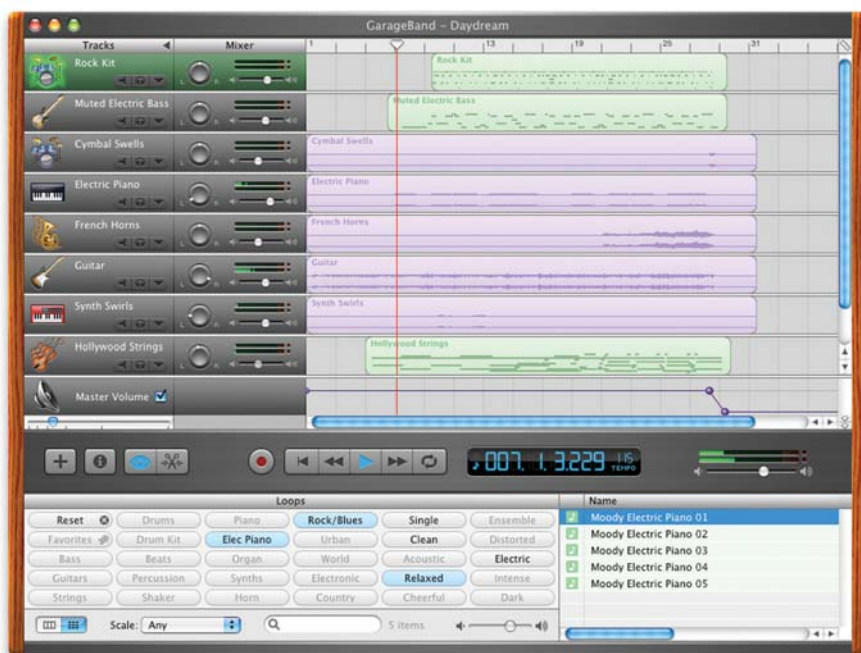 GarageBand – Daydream
Tracks Mixer 1 13 19 25 31
Rock Kit Rock Kit
Muted Electric Bass Muted Electric Bass
Cymbal Swells Cymbal Swells
Electric Piano Electric Piano
French Horns French Horns
Guitar Guitar
Synth Swirls Synth Swirls
Hollywood Strings Hollywood Strings
Master Volume
007. 1. 3.229 115
TEMPO
Loops Name
Reset Drums Piano Rock/Blues Single Ensemble Moody Electric Piano 01
Favorites Drum Kit Elec Piano Urban Clean Distorted Moody Electric Piano 02
Bass Beats Organ World Acoustic Electric Moody Electric Piano 03
Guitars Percussion Synths Electronic Relaxed Intense Moody Electric Piano 04
Strings Shaker Horn Country Cheerful Dark Moody Electric Piano 05
Scale: Any 5 items